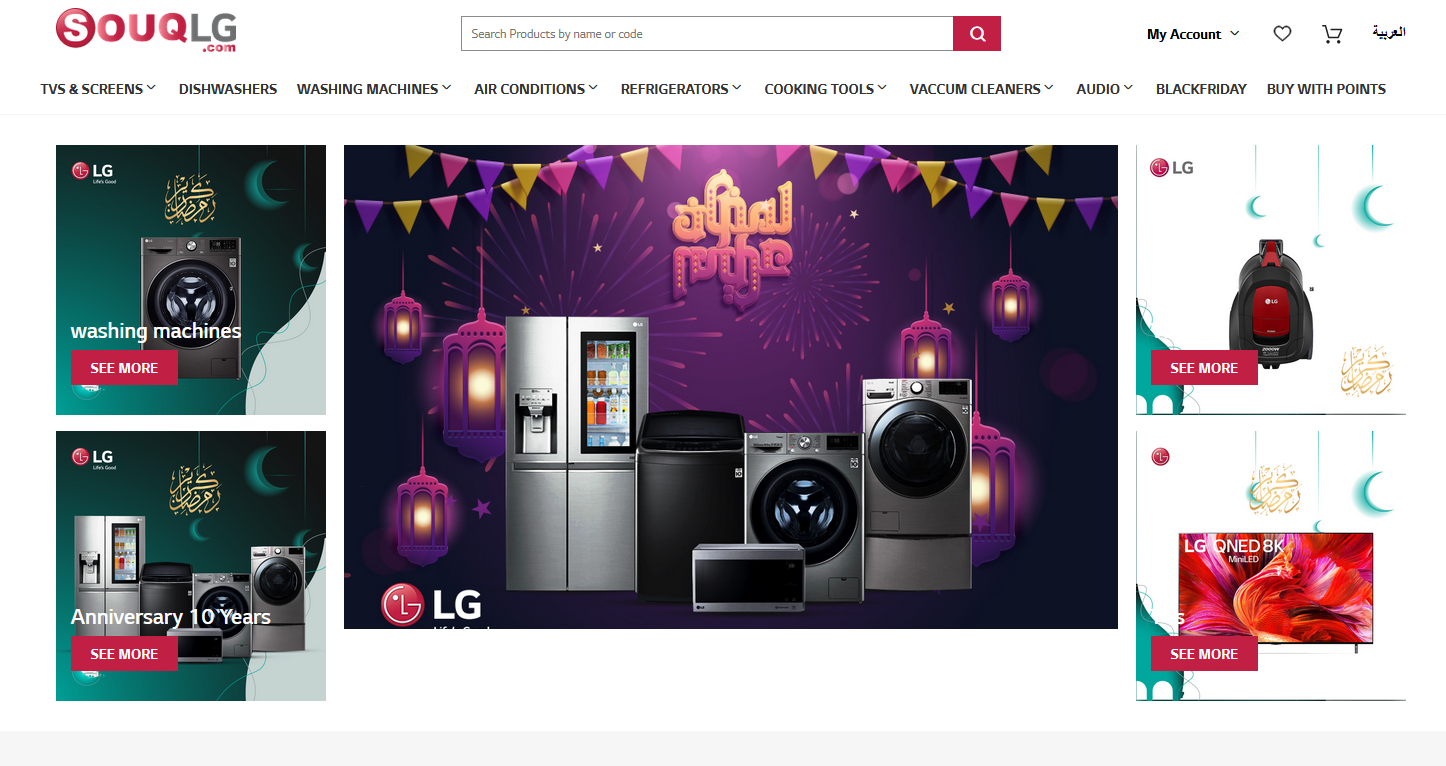 SOUQLG
.com
Search Products by name or code
My Account
العربية
TVS & SCREENS
DISHWASHERS
WASHING MACHINES
AIR CONDITIONS
REFRIGERATORS
COOKING TOOLS
VACCUM CLEANERS
AUDIO
BLACKFRIDAY
BUY WITH POINTS
LG
Life's Good
رمضان كريم
washing machines
SEE MORE
LG
Life's Good
رمضان كريم
Anniversary 10 Years
SEE MORE
LG
Life's Good
LG
رمضان كريم
LG
2000W
SEE MORE
رمضان كريم
LG QNED 8K
MiniLED
S
SEE MORE